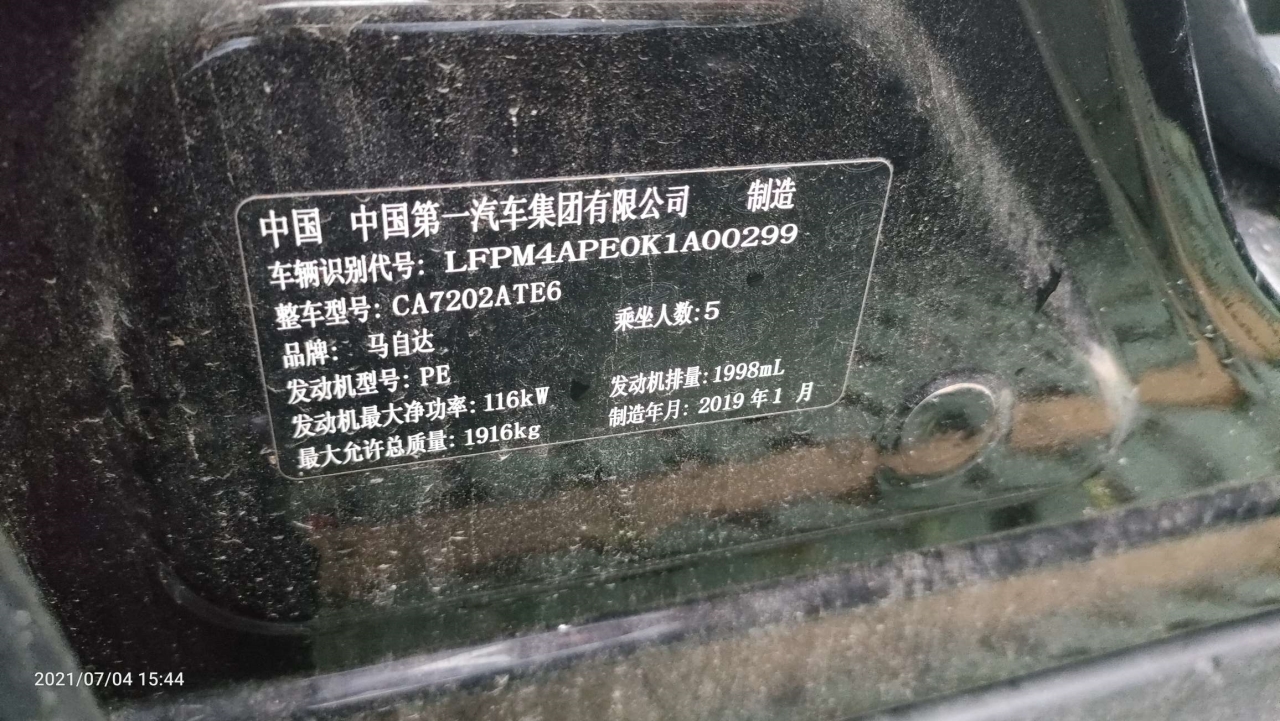 中国 中国第一汽车集团有限公司 制造
车辆识别代号: LFPM4APE0K1A00299
整车型号: CA7202ATE6
品牌: 马自达 乘坐人数:5
发动机型号: PE
发动机最大净功率: 116kW 发动机排量: 1998mL
最大允许总质量: 1916kg 制造年月: 2019 年 1 月
2021/07/04 15:44